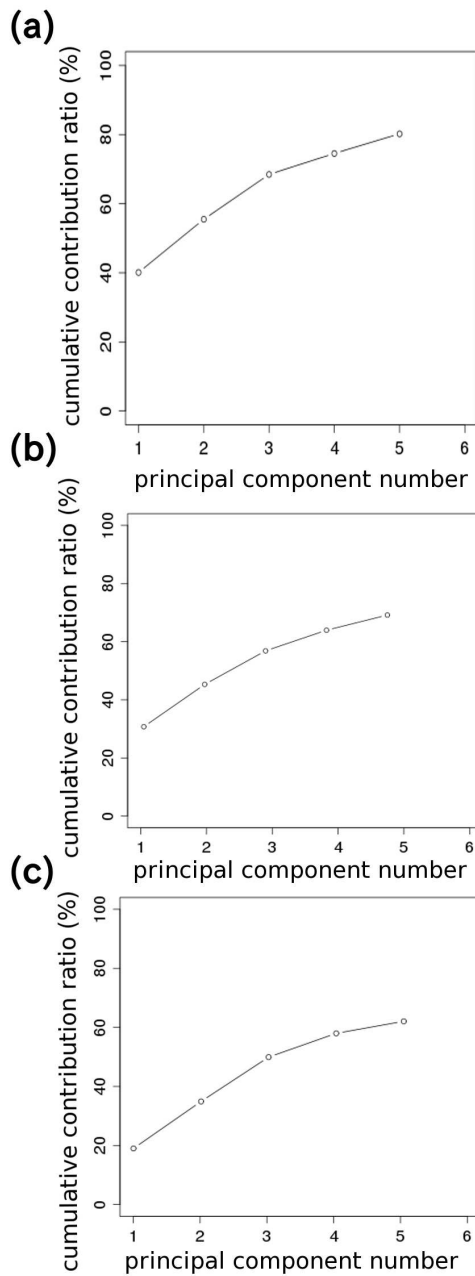 (a)
cumulative contribution ratio (%)
100
80
60
40
20
0
1 2 3 4 5 6
principal component number
(b)
cumulative contribution ratio (%)
100
80
60
40
20
0
1 2 3 4 5 6
principal component number
(c)
cumulative contribution ratio (%)
100
80
60
40
20
0
1 2 3 4 5 6
principal component number